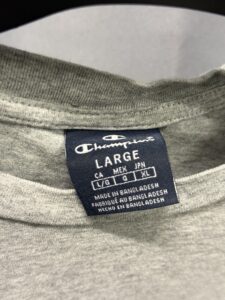 Champion
LARGE
CA MEX JPN
L/G G XL
MADE IN BANGLADESH
FABRIQUÉ AU BANGLADESH
HECHO EN BANGLADESH